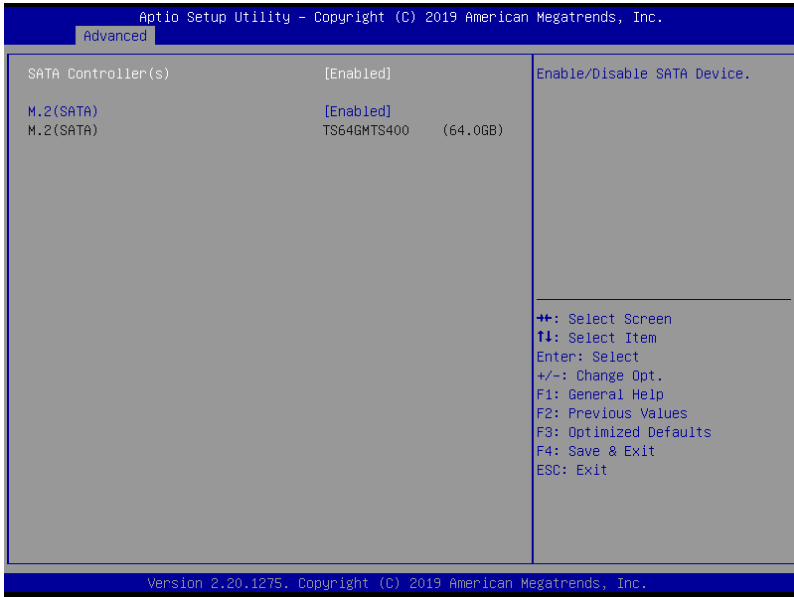 Aptio Setup Utility – Copyright (C) 2019 American Megatrends, Inc.
Advanced
SATA Controller(s) [Enabled]
M.2(SATA) [Enabled]
M.2(SATA) TS64GMTS400 (64.0GB)
Enable/Disable SATA Device.
→←: Select Screen
↑↓: Select Item
Enter: Select
+/-: Change Opt.
F1: General Help
F2: Previous Values
F3: Optimized Defaults
F4: Save & Exit
ESC: Exit
Version 2.20.1275. Copyright (C) 2019 American Megatrends, Inc.